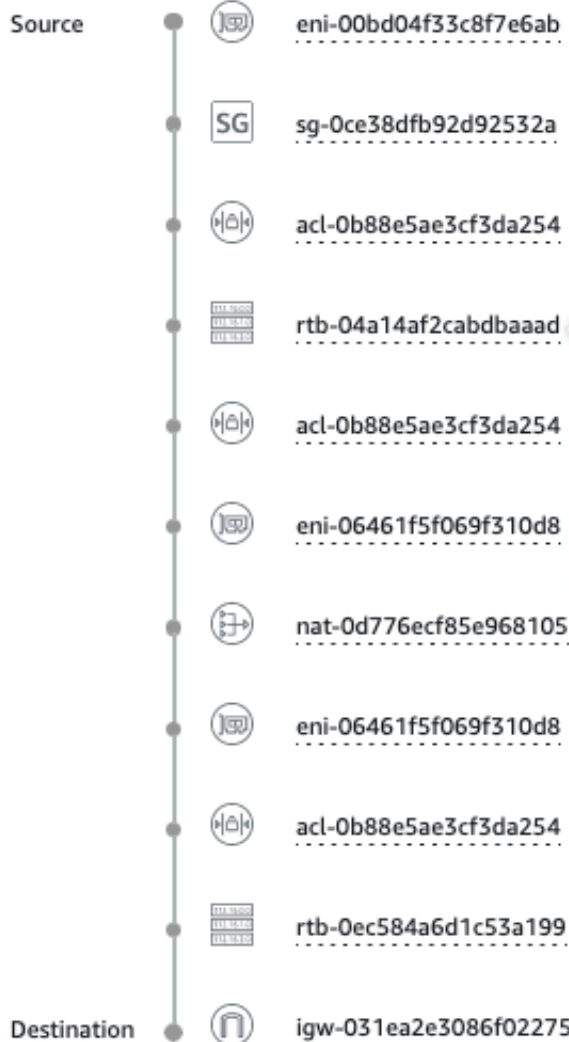 Source
eni-00bd04f33c8f7e6ab
SG
sg-0ce38dfb92d92532a
acl-0b88e5ae3cf3da254
rtb-04a14af2cabdbaaad
acl-0b88e5ae3cf3da254
eni-06461f5f069f310d8
nat-0d776ecf85e968105
eni-06461f5f069f310d8
acl-0b88e5ae3cf3da254
rtb-0ec584a6d1c53a199
Destination
igw-031ea2e3086f02275